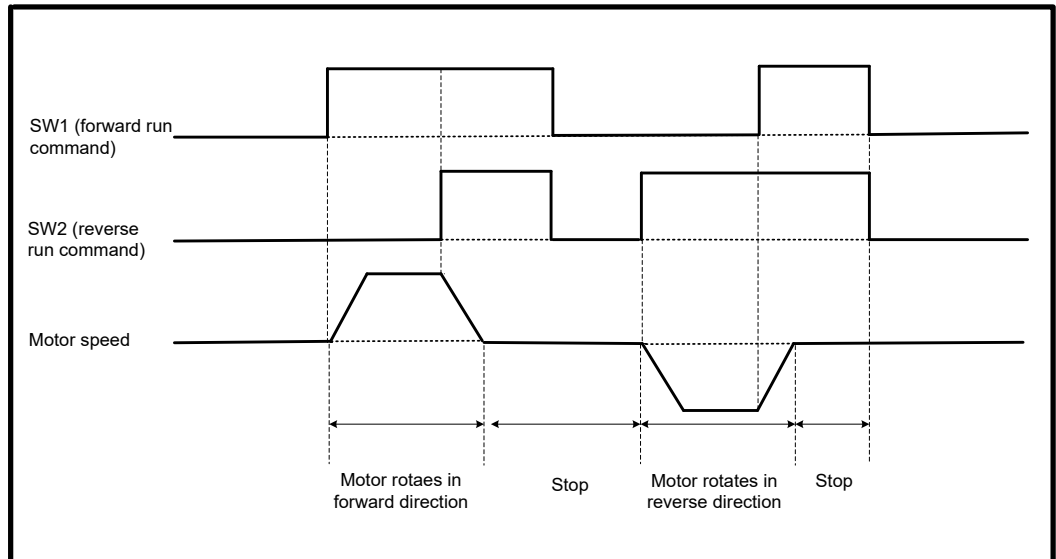 SW1 (forward run
command)
SW2 (reverse
run command)
Motor speed
Motor rotaes in
forward direction
Stop
Motor rotates in
reverse direction
Stop